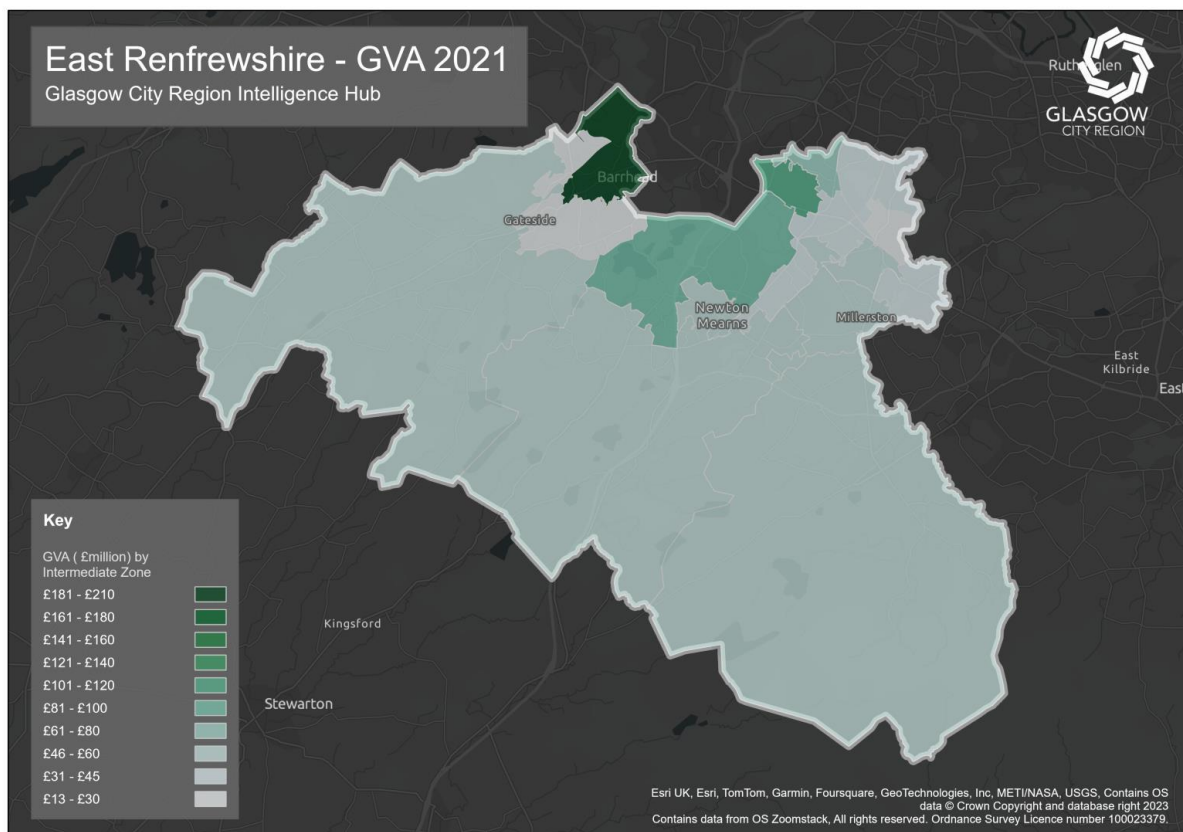 East Renfrewshire - GVA 2021
Glasgow City Region Intelligence Hub
Rutherglen
GLASGOW
CITY REGION
Barrhead
Gateside
Newton
Mearns
Millerston
East
Kilbride
East
Key
GVA ( £million) by
Intermediate Zone
£181 - £210
£161 - £180
£141 - £160
£121 - £140
£101 - £120
£81 - £100
£61 - £80
£46 - £60
£31 - £45
£13 - £30
Kingsford
Stewarton
Esri UK, Esri, TomTom, Garmin, Foursquare, GeoTechnologies, Inc, METI/NASA, USGS, Contains OS
data © Crown Copyright and database right 2023
Contains data from OS Zoomstack, All rights reserved. Ordnance Survey Licence number 100023379.